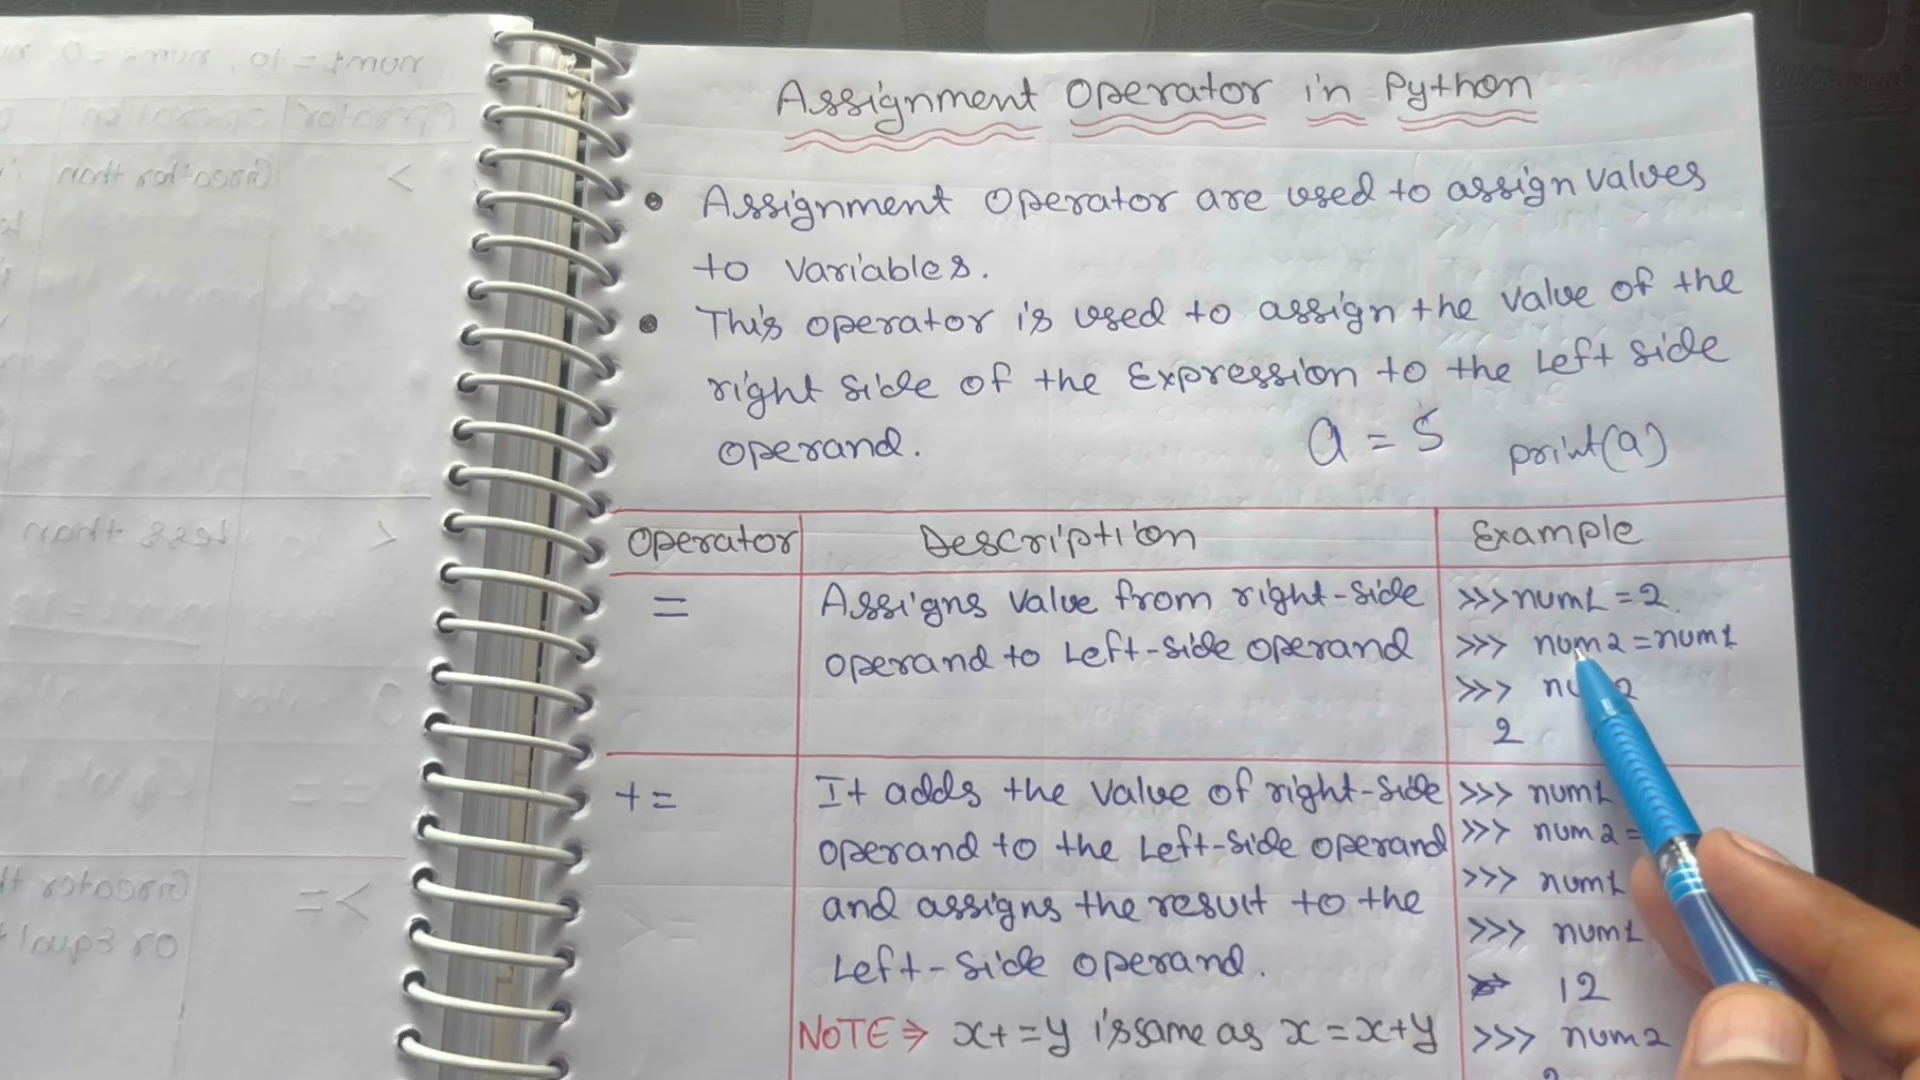 Assignment Operator in Python
• Assignment Operator are used to assign values
to variables.
• This operator is used to assign the value of the
right side of the Expression to the Left side
operand.
a = 5 print(a)
Operator Description Example
= Assigns value from right-side operand to Left-side operand
>>> num1 = 2
>>> num2 = num1
>>>
2
+= It adds the value of right-side
operand to the Left-side operand
and assigns the result to the
Left-side operand.
NOTE ⇒ x+=y is same as x=x+y
>>> num1
>>> num2 =
>>> num1
>>> num1
12
>>> num2